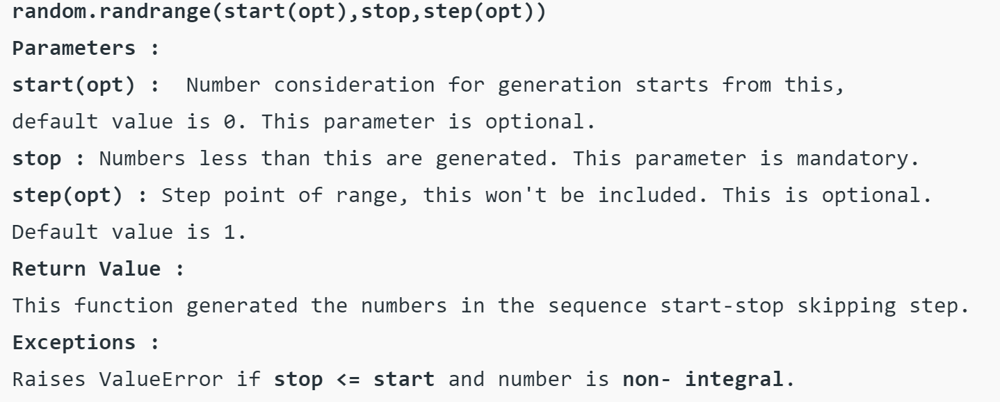 random.randrange(start(opt),stop,step(opt))
Parameters :
start(opt) :  Number consideration for generation starts from this,
default value is 0. This parameter is optional.
stop : Numbers less than this are generated. This parameter is mandatory.
step(opt) : Step point of range, this won't be included. This is optional.
Default value is 1.
Return Value :
This function generated the numbers in the sequence start-stop skipping step.
Exceptions :
Raises ValueError if stop <= start and number is non- integral.